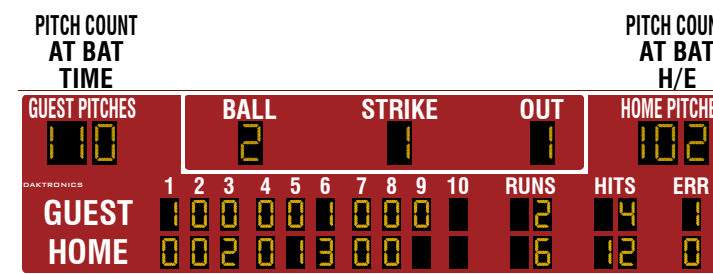 PITCH COUNT PITCH COUN
AT BAT AT BAT
TIME H/E
GUEST PITCHES BALL STRIKE OUT HOME PITCHE
110 2 1 1 102
DAKTRONICS 1 2 3 4 5 6 7 8 9 10 RUNS HITS ERR
GUEST 1 0 0 0 0 1 0 0 0 2 4 1
HOME 0 0 2 0 1 3 0 0 6 12 0